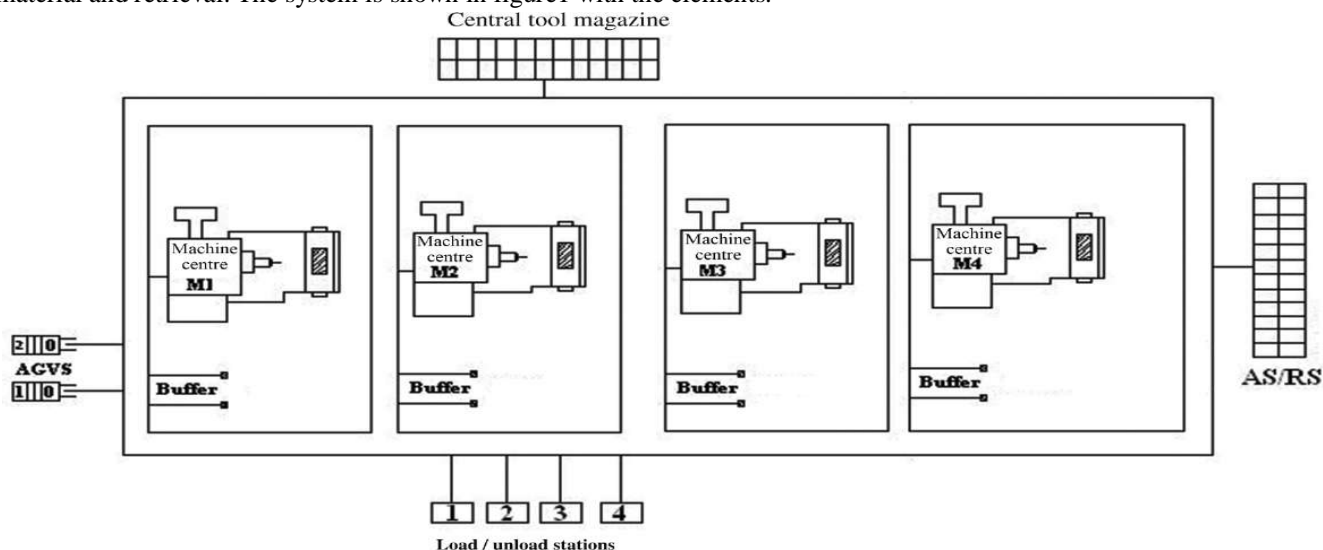 material and retrieval. The system is shown in figure1 with the elements.
Central tool magazine
Machine
centre
M1
Machine
centre
M2
Machine
centre
M3
Machine
centre
M4
2 0
AGVS
1 0
Buffer
Buffer
Buffer
Buffer
AS/RS
1 2 3 4
Load / unload stations